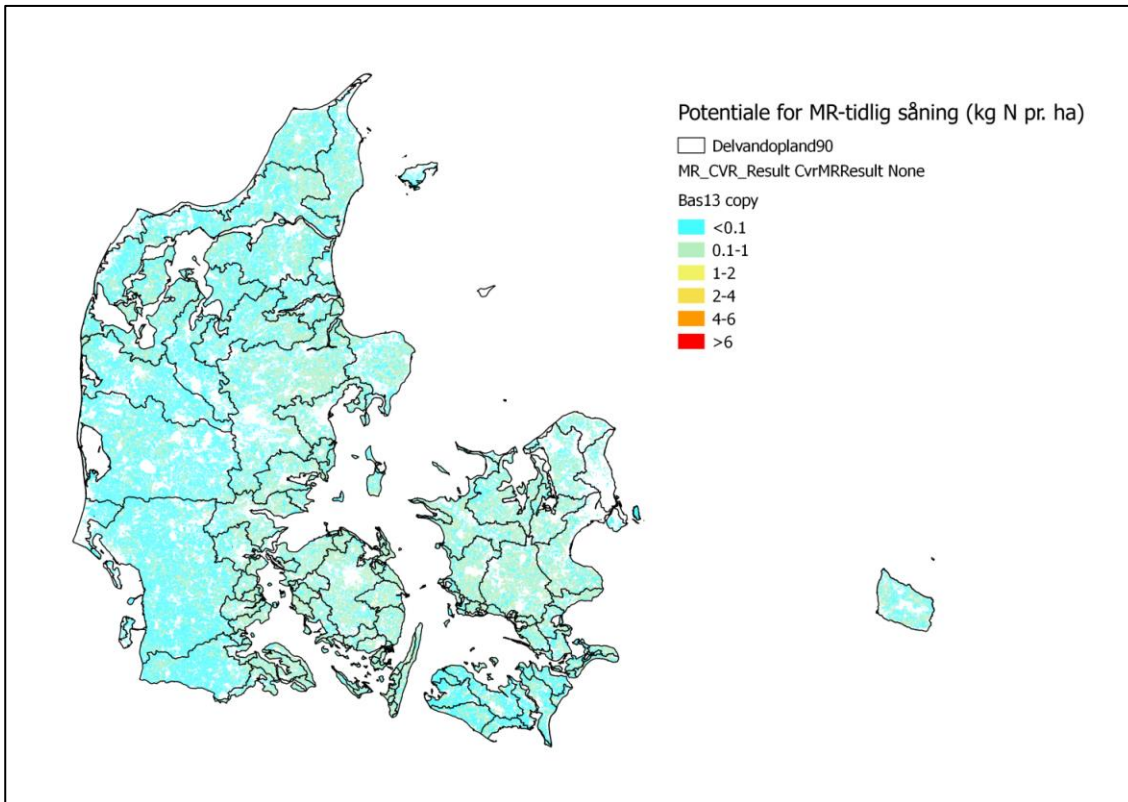 Potentiale for MR-tidlig såning (kg N pr. ha)
Delvandopland90
MR_CVR_Result CvrMRResult None
Bas13 copy
<0.1
0.1-1
1-2
2-4
4-6
>6